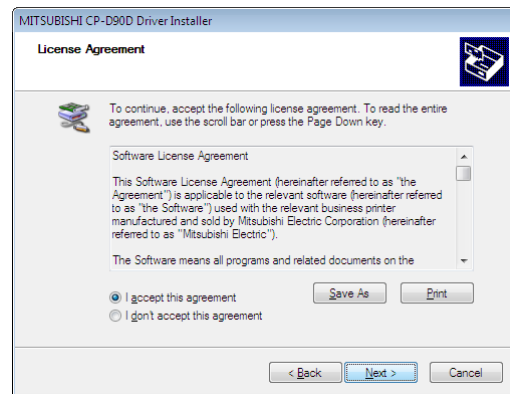 MITSUBISHI CP-D90D Driver Installer
License Agreement
To continue, accept the following license agreement. To read the entire
agreement, use the scroll bar or press the Page Down key.
Software License Agreement
This Software License Agreement (hereinafter referred to as "the
Agreement") is applicable to the relevant software (hereinafter referred
to as "the Software") used with the relevant business printer
manufactured and sold by Mitsubishi Electric Corporation (hereinafter
referred to as "Mitsubishi Electric").
The Software means all programs and related documents on the
I accept this agreement
Save As
Print
I don't accept this agreement
< Back
Next >
Cancel